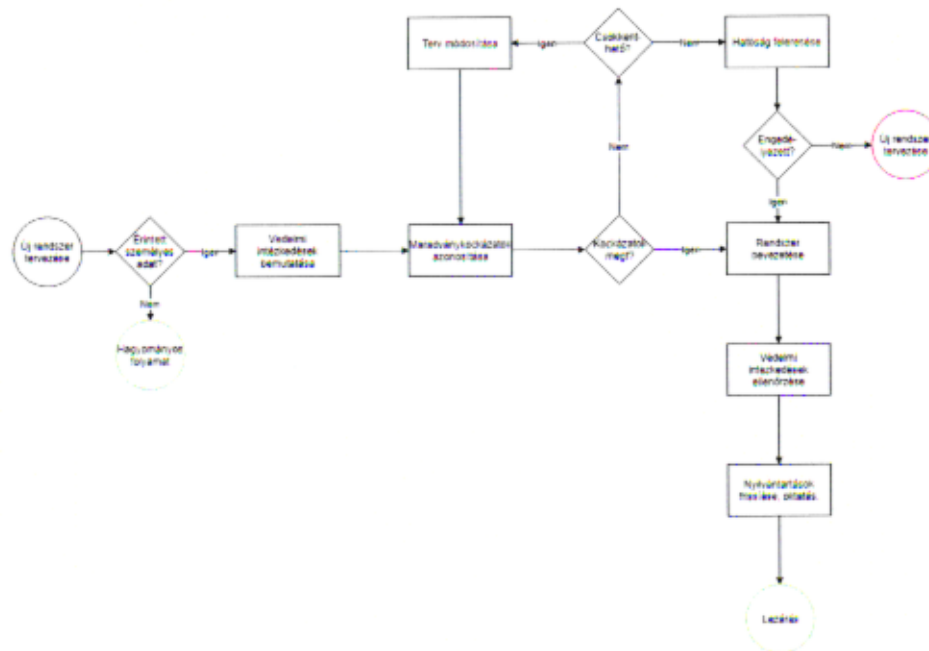 Terv módosítása
Igen
Csökkent-
hető?
Nem
Hatóság felkeresése
Engedé-
lyezett?
Nem
Új rendszer
tervezése
Igen
Nem
Új rendszer
tervezése
Érintett
személyes
adat?
Igen
Védelmi
intézkedések
bemutatása
Maradványkockázatok
azonosítása
Igen
Rendszer
bevezetése
Nem
Hagyományos
folyamat
Védelmi
intézkedések
ellenőrzése
Nyilvántartások
frissítése, oktatás
Lezárás